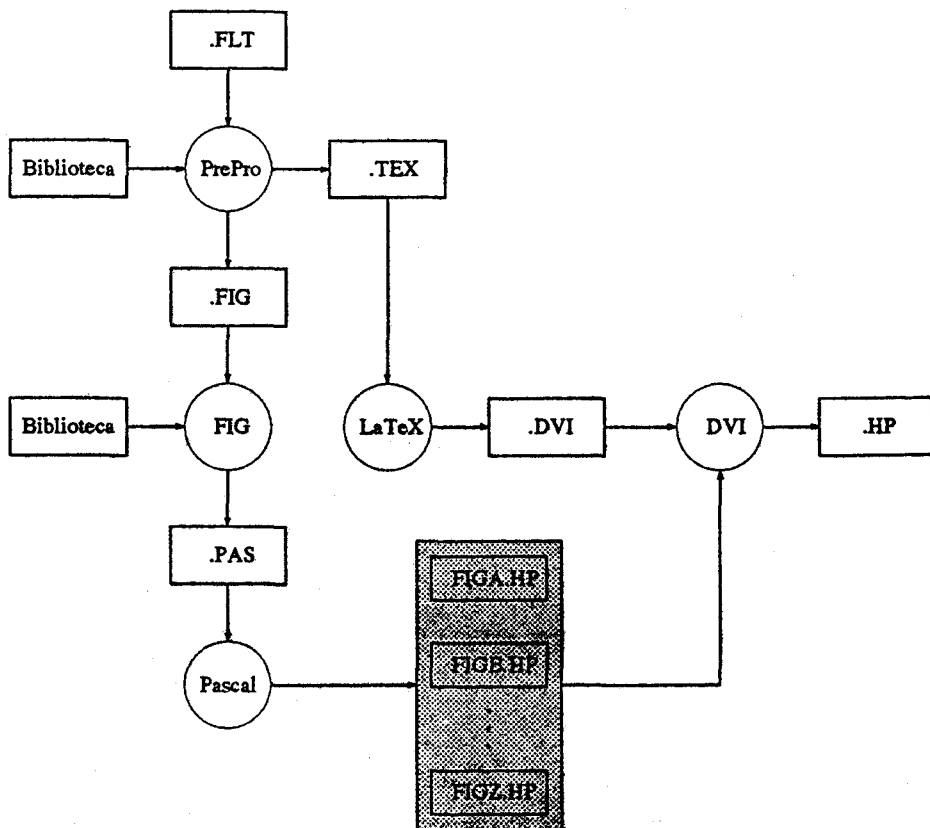 .FLT
Biblioteca
PrePro
.TEX
.FIG
Biblioteca
FIG
LaTeX
.DVI
DVI
.HP
.PAS
FIGA.HP
Pascal
FIGB.HP
FIGZ.HP